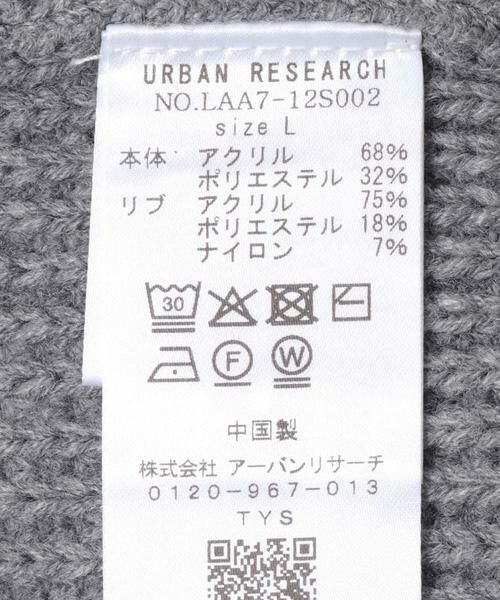 URBAN RESEARCH
NO.LAA7-12S002
size L
本体 アクリル 68%
ポリエステル 32%
リブ アクリル 75%
ポリエステル 18%
ナイロン 7%
30
F W
中国製
株式会社 アーバンリサーチ
0120-967-013
TYS